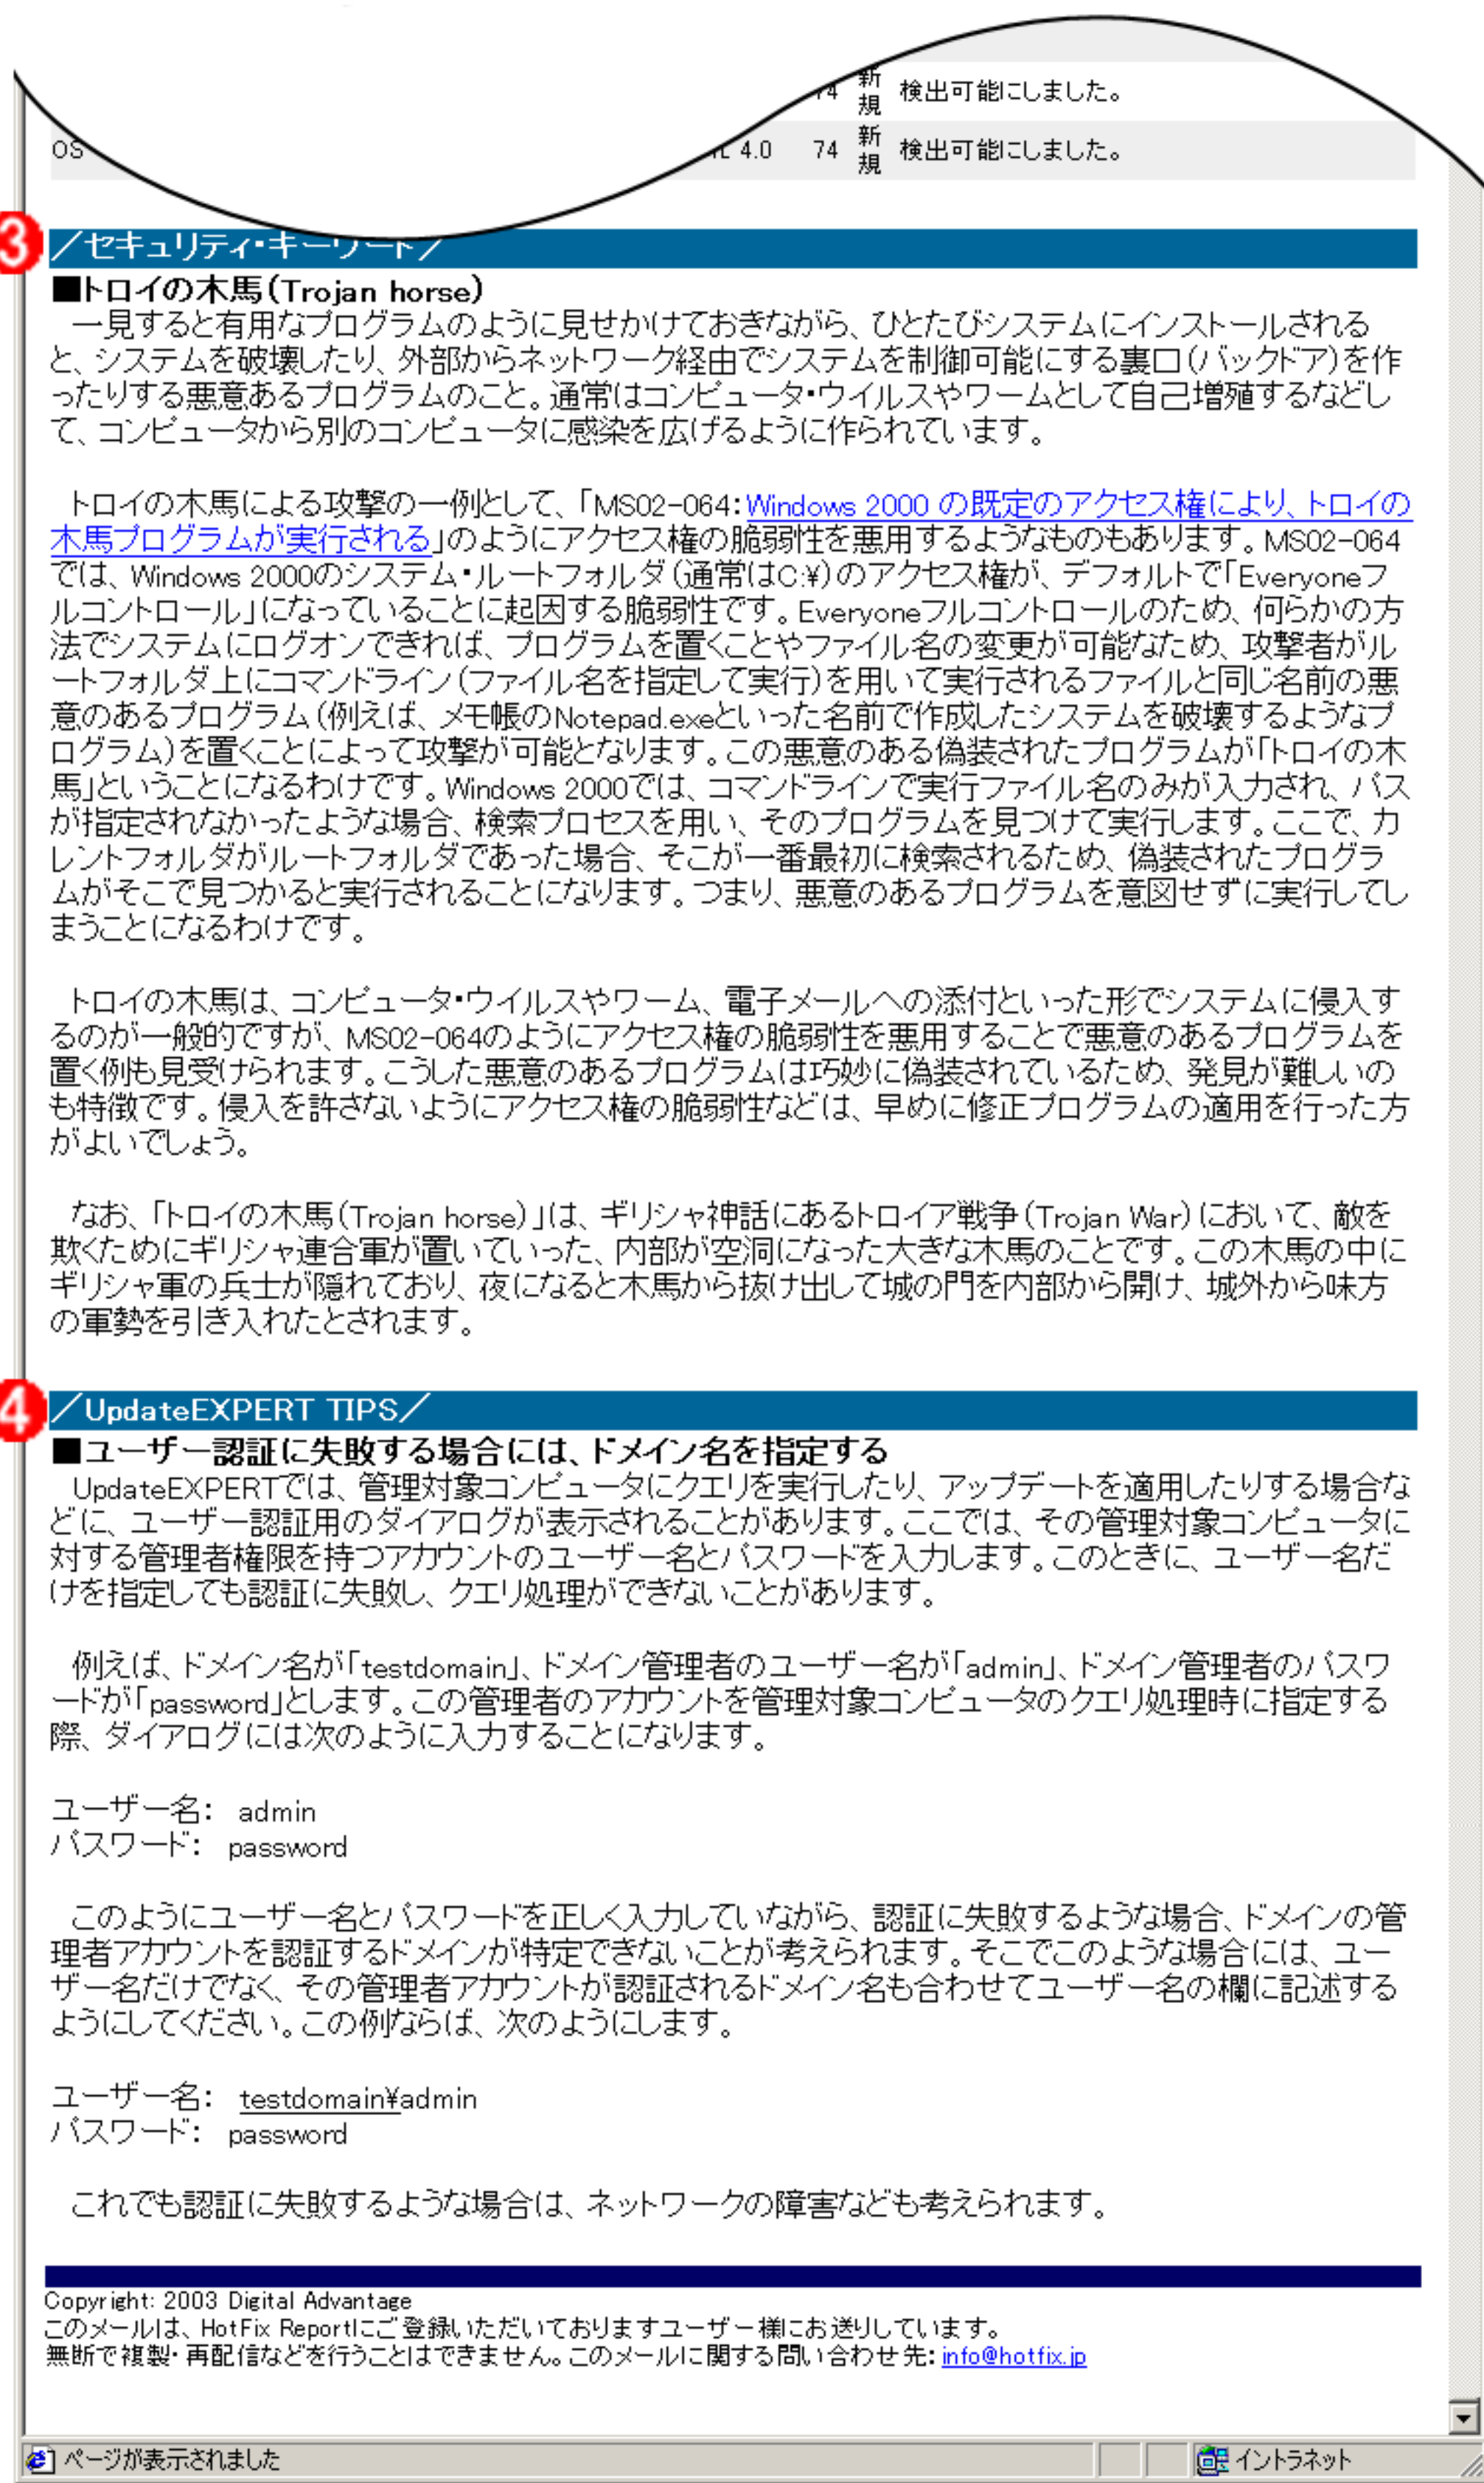 新
規 検出可能にしました。
OS 4.0 74 新
規 検出可能にしました。
3 ／セキュリティ・キーワード／
■トロイの木馬（Trojan horse）
一見すると有用なプログラムのように見せかけておきながら、ひとたびシステムにインストールされる
と、システムを破壊したり、外部からネットワーク経由でシステムを制御可能にする裏口（バックドア）を作
ったりする悪意あるプログラムのこと。通常はコンピュータ・ウイルスやワームとして自己増殖するなどし
て、コンピュータから別のコンピュータに感染を広げるように作られています。
トロイの木馬による攻撃の一例として、「MS02-064：Windows 2000 の既定のアクセス権により、トロイの
木馬プログラムが実行される」のようにアクセス権の脆弱性を悪用するようなものもあります。MS02-064
では、Windows 2000のシステム・ルートフォルダ（通常はC:¥）のアクセス権が、デフォルトで「Everyoneフ
ルコントロール」になっていることに起因する脆弱性です。Everyoneフルコントロールのため、何らかの方
法でシステムにログオンできれば、プログラムを置くことやファイル名の変更が可能なため、攻撃者がル
ートフォルダ上にコマンドライン（ファイル名を指定して実行）を用いて実行されるファイルと同じ名前の悪
意のあるプログラム（例えば、メモ帳のNotepad.exeといった名前で作成したシステムを破壊するようなプ
ログラム）を置くことによって攻撃が可能となります。この悪意のある偽装されたプログラムが「トロイの木
馬」ということになるわけです。Windows 2000では、コマンドラインで実行ファイル名のみが入力され、パス
が指定されなかったような場合、検索プロセスを用い、そのプログラムを見つけて実行します。ここで、カ
レントフォルダがルートフォルダであった場合、そこが一番最初に検索されるため、偽装されたプログラ
ムがそこで見つかると実行されることになります。つまり、悪意のあるプログラムを意図せずに実行してし
まうことになるわけです。
トロイの木馬は、コンピュータ・ウイルスやワーム、電子メールへの添付といった形でシステムに侵入す
るのが一般的ですが、MS02-064のようにアクセス権の脆弱性を悪用することで悪意のあるプログラムを
置く例も見受けられます。こうした悪意のあるプログラムは巧妙に偽装されているため、発見が難しいの
も特徴です。侵入を許さないようにアクセス権の脆弱性などは、早めに修正プログラムの適用を行った方
がよいでしょう。
なお、「トロイの木馬（Trojan horse）」は、ギリシャ神話にあるトロイア戦争（Trojan War）において、敵を
欺くためにギリシャ連合軍が置いていった、内部が空洞になった大きな木馬のことです。この木馬の中に
ギリシャ軍の兵士が隠れており、夜になると木馬から抜け出して城の門を内部から開け、城外から味方
の軍勢を引き入れたとされます。
4 ／UpdateEXPERT TIPS／
■ユーザー認証に失敗する場合には、ドメイン名を指定する
UpdateEXPERTでは、管理対象コンピュータにクエリを実行したり、アップデートを適用したりする場合な
どに、ユーザー認証用のダイアログが表示されることがあります。ここでは、その管理対象コンピュータに
対する管理者権限を持つアカウントのユーザー名とパスワードを入力します。このときに、ユーザー名だ
けを指定しても認証に失敗し、クエリ処理ができないことがあります。
例えば、ドメイン名が「testdomain」、ドメイン管理者のユーザー名が「admin」、ドメイン管理者のパスワ
ードが「password」とします。この管理者のアカウントを管理対象コンピュータのクエリ処理時に指定する
際、ダイアログには次のように入力することになります。
ユーザー名： admin
パスワード： password
このようにユーザー名とパスワードを正しく入力していながら、認証に失敗するような場合、ドメインの管
理者アカウントを認証するドメインが特定できないことが考えられます。そこでこのような場合には、ユー
ザー名だけでなく、その管理者アカウントが認証されるドメイン名も合わせてユーザー名の欄に記述する
ようにしてください。この例ならば、次のようにします。
ユーザー名： testdomain¥admin
パスワード： password
これでも認証に失敗するような場合は、ネットワークの障害なども考えられます。
Copyright: 2003 Digital Advantage
このメールは、HotFix Reportにご登録いただいておりますユーザー様にお送りしています。
無断で複製・再配信などを行うことはできません。このメールに関する問い合わせ先：info@hotfix.jp
ページが表示されました イントラネット